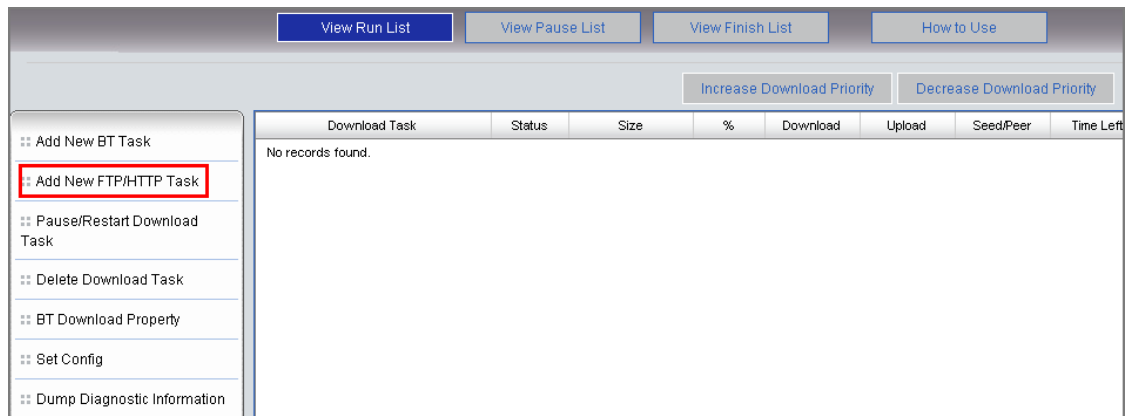 View Run List
View Pause List
View Finish List
How to Use
Increase Download Priority
Decrease Download Priority
Add New BT Task
Add New FTP/HTTP Task
Pause/Restart Download
Task
Delete Download Task
BT Download Property
Set Config
Dump Diagnostic Information
Download Task Status Size % Download Upload Seed/Peer Time Left
No records found.